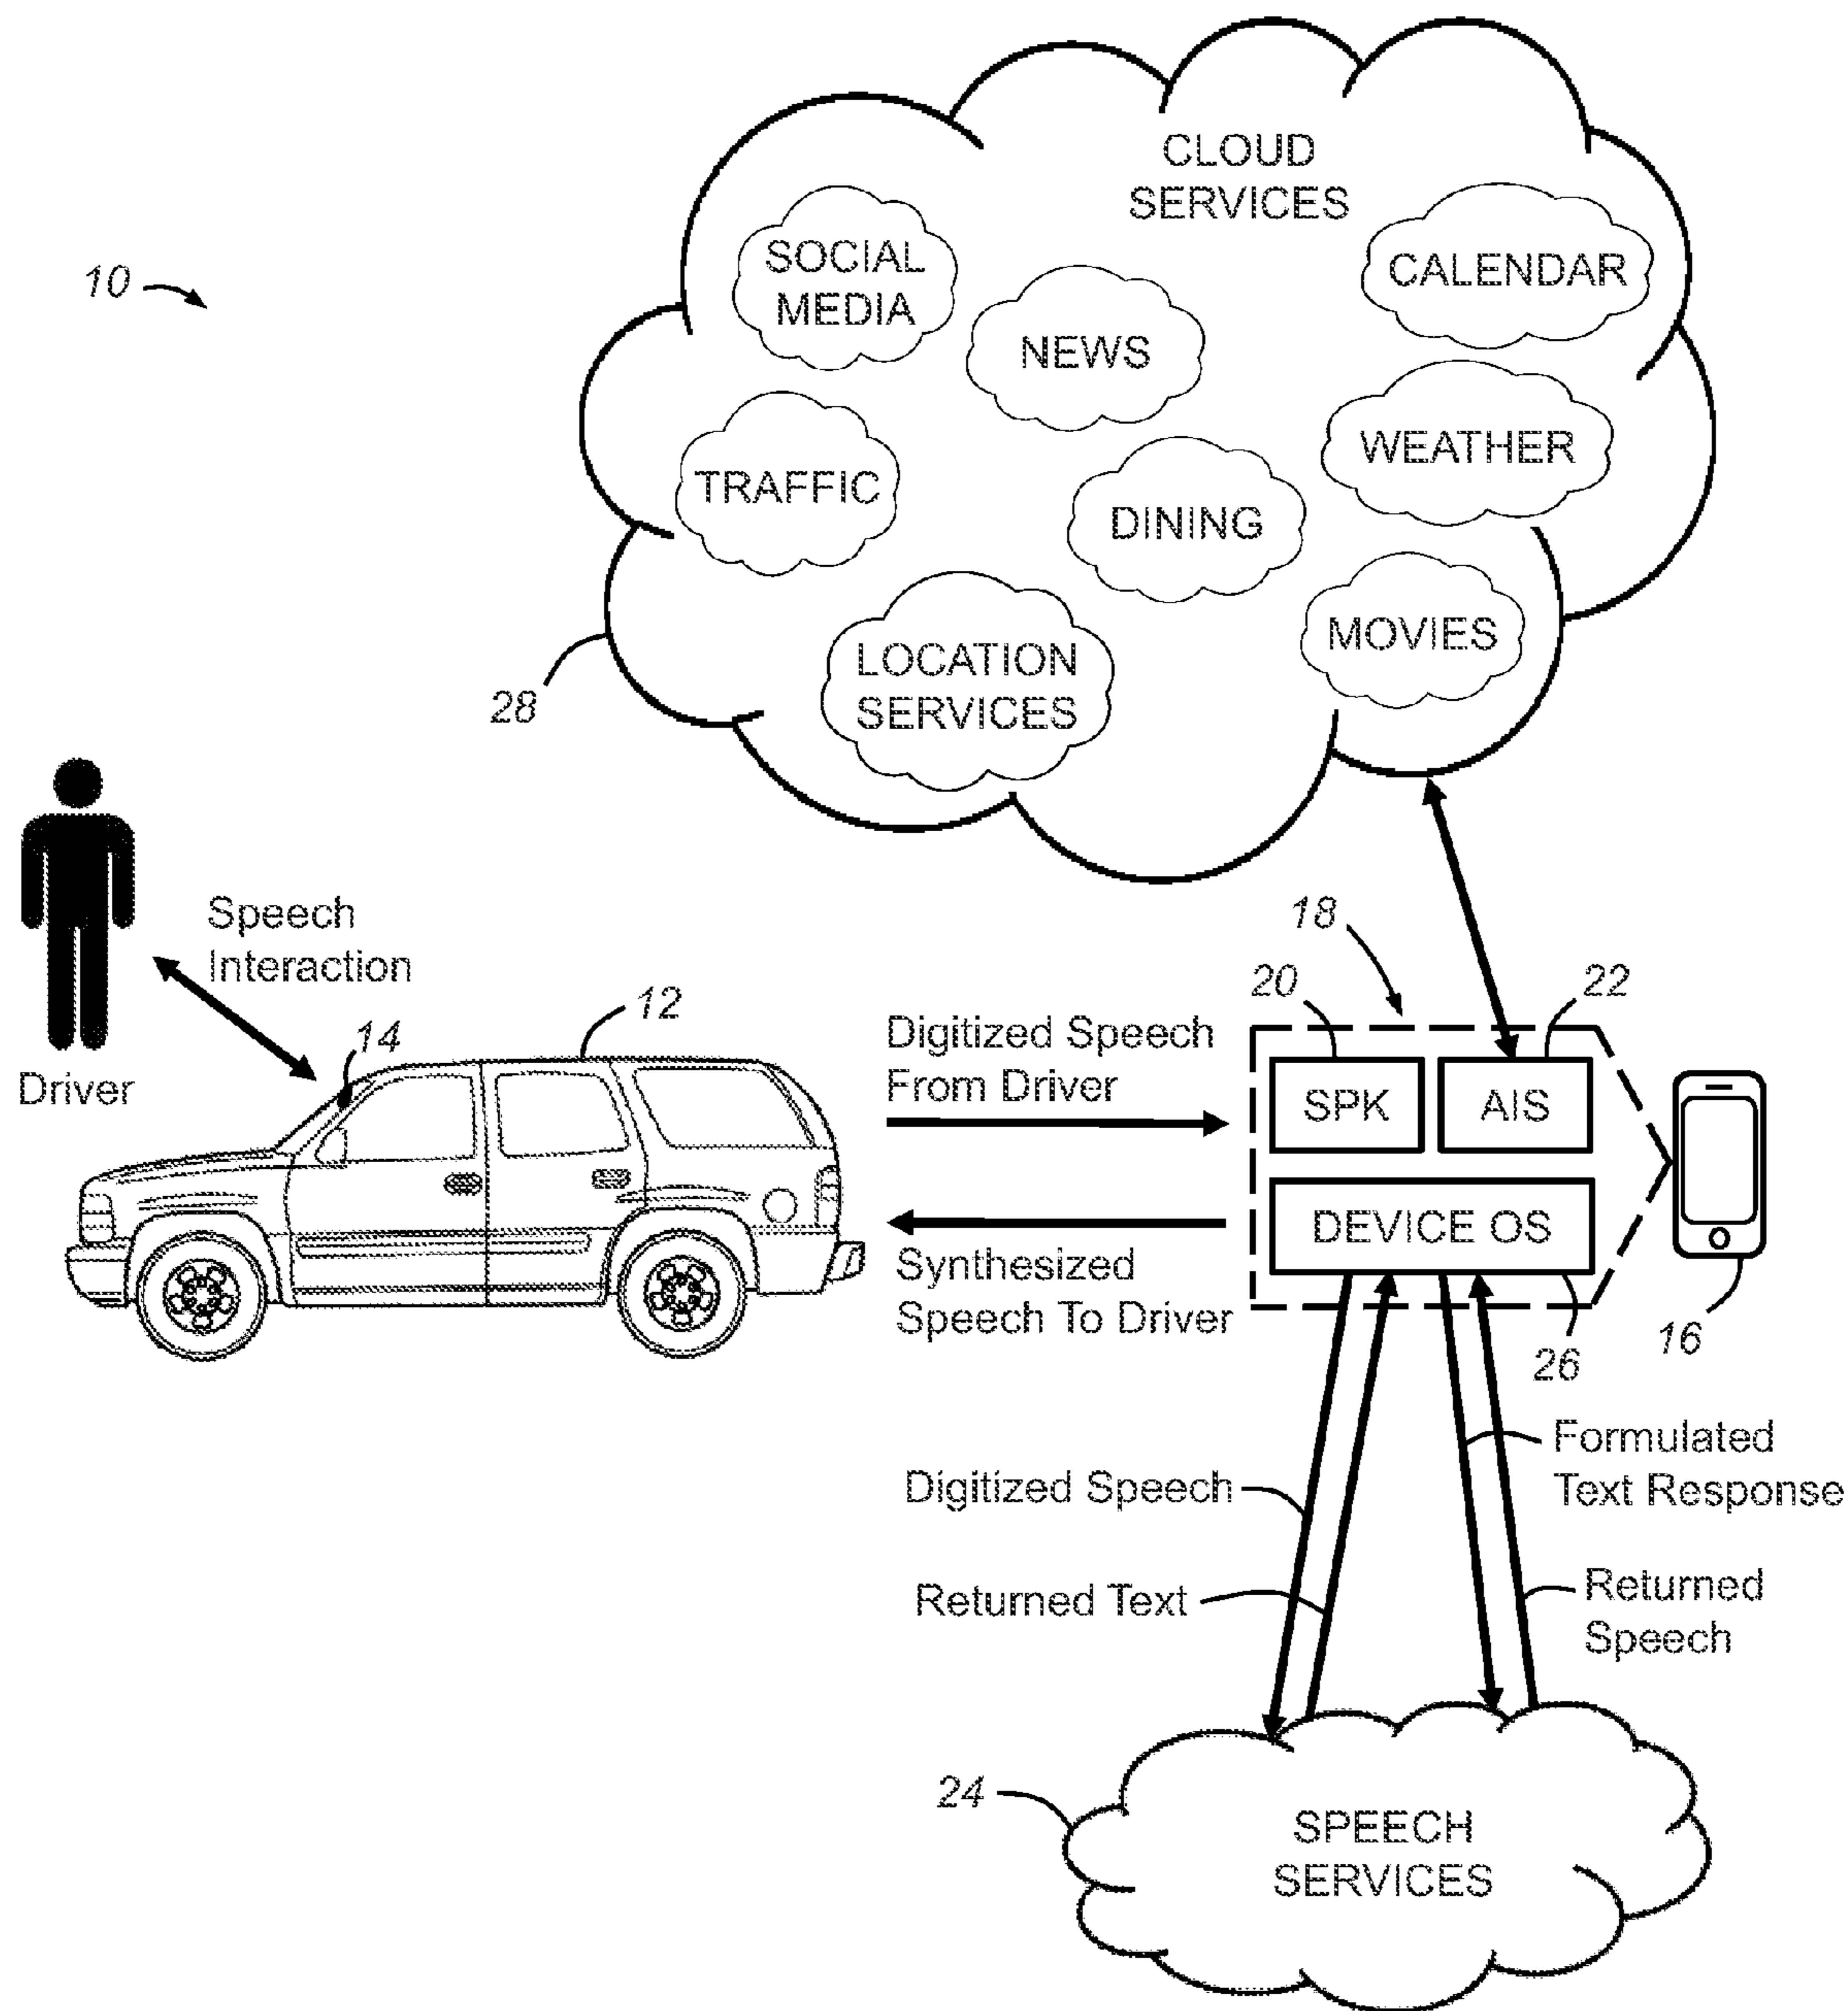 CLOUD
SERVICES
SOCIAL
MEDIA
CALENDAR
10
NEWS
WEATHER
TRAFFIC
DINING
MOVIES
LOCATION
SERVICES
28
Speech
Interaction
18
20
22
12
14
Driver
Digitized Speech
From Driver
SPK
AIS
DEVICE OS
Synthesized
Speech To Driver
16
26
Formulated
Text Response
Digitized Speech
Returned Text
Returned
Speech
24
SPEECH
SERVICES